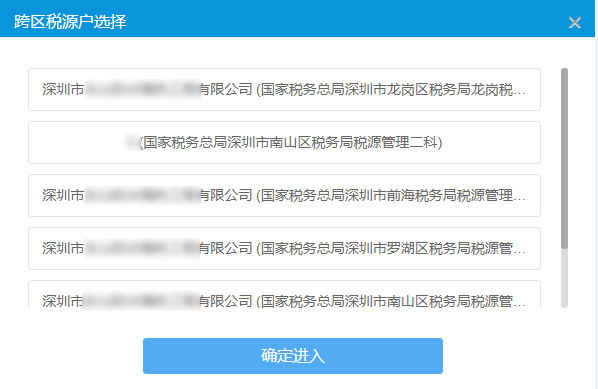 跨区税源户选择
深圳市 有限公司 (国家税务总局深圳市龙岗区税务局龙岗税...
(国家税务总局深圳市南山区税务局税源管理二科)
深圳市 有限公司 (国家税务总局深圳市前海税务局税源管理...
深圳市 有限公司 (国家税务总局深圳市罗湖区税务局税源管...
深圳市 有限公司 (国家税务总局深圳市南山区税务局税源管...
确定进入